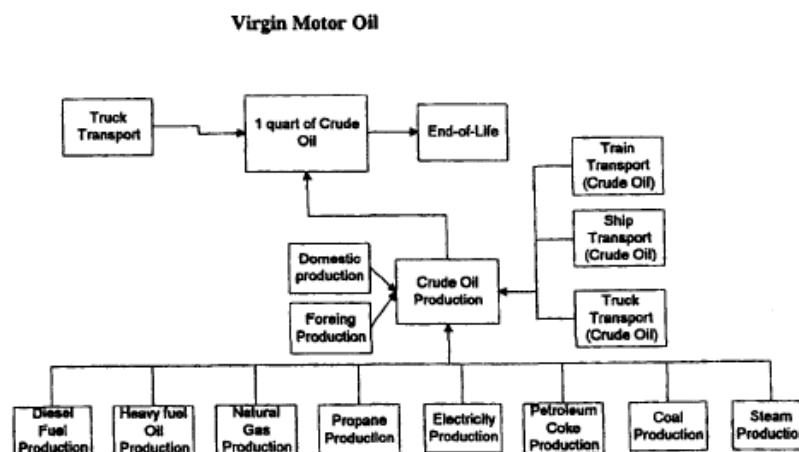 Virgin Motor Oil
Truck
Transport
1 quart of Crude
Oil
End-of-Life
Train
Transport
(Crude Oil)
Ship
Transport
(Crude Oil)
Truck
Transport
(Crude Oil)
Domestic
production
Foreing
Production
Crude Oil
Production
Diesel
Fuel
Production
Heavy fuel
Oil
Production
Natural
Gas
Production
Propane
Production
Electricity
Production
Petroleum
Coke
Production
Coal
Production
Steam
Production